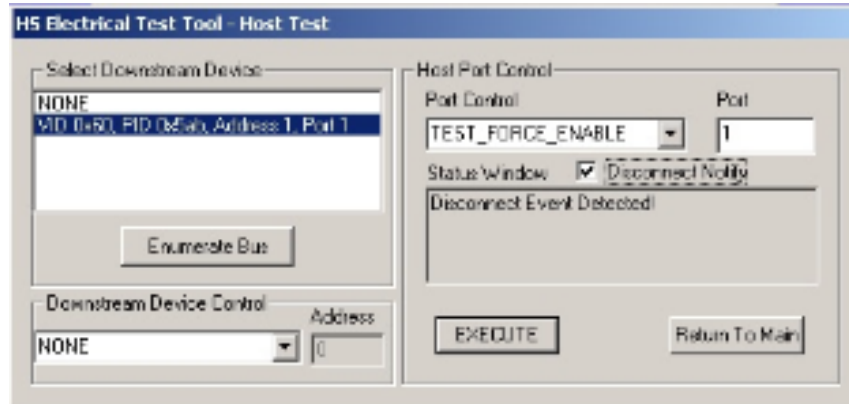 HS Electrical Test Tool - Host Test
Select Downstream Device
NONE
VID 0x60, PID 0x5ab, Address 1, Port 1
Enumerate Bus
Downstream Device Control
Address
NONE
0
Host Port Control
Port Control
Port
TEST_FORCE_ENABLE
1
Status Window
Disconnect Notify
Disconnect Event Detected!
EXECUTE
Return To Main